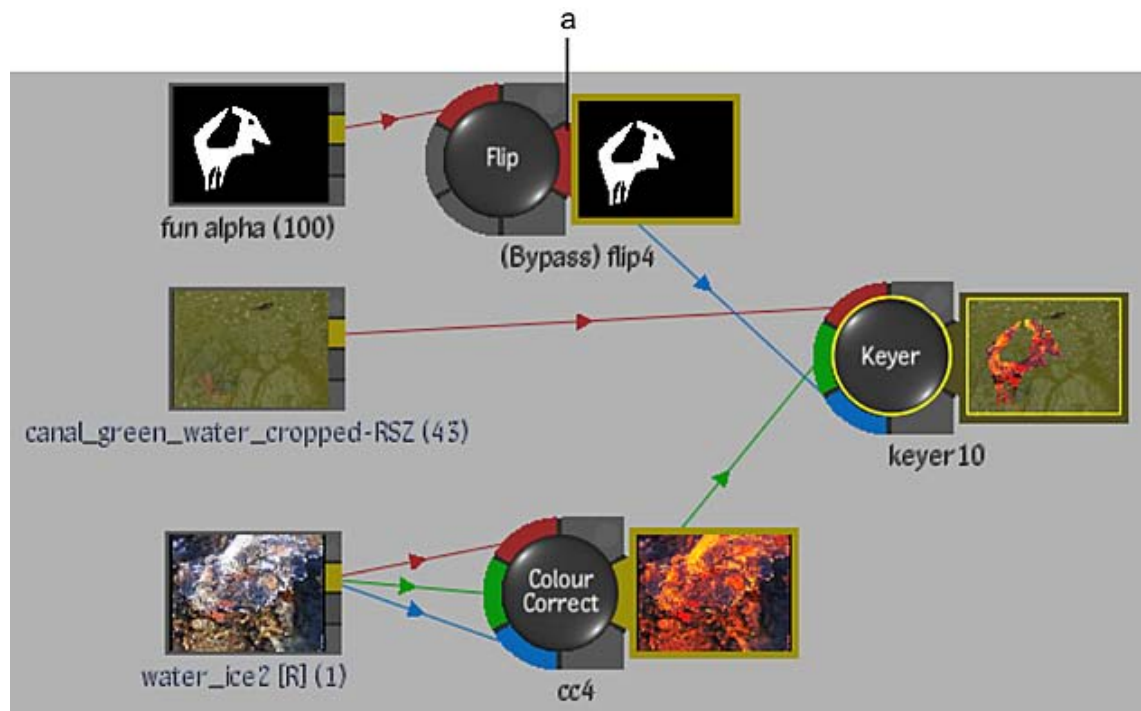 a
Flip
fun alpha (100)
(Bypass) flip4
Keyer
canal_green_water_cropped-RSZ (43)
keyer10
Colour
Correct
water_ice2 [R] (1)
cc4